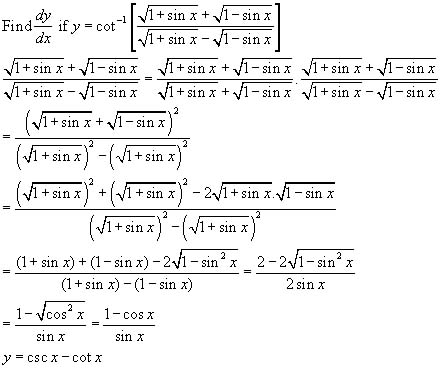 Find dy/dx if y = cot⁻¹[(√(1+sin x) + √(1−sin x))/(√(1+sin x) − √(1−sin x))]
(√(1+sin x) + √(1−sin x))/(√(1+sin x) − √(1−sin x)) = (√(1+sin x) + √(1−sin x))/(√(1+sin x) + √(1−sin x)) . (√(1+sin x) + √(1−sin x))/(√(1+sin x) − √(1−sin x))
= (√(1+sin x) + √(1−sin x))²/((√(1+sin x))² − (√(1+sin x))²)
= ((√(1+sin x))² + (√(1+sin x))² − 2√(1+sin x).√(1−sin x))/((√(1+sin x))² − (√(1+sin x))²)
= ((1+sin x) + (1−sin x) − 2√(1−sin² x))/((1+sin x) − (1−sin x)) = (2−2√(1−sin² x))/(2 sin x)
= (1−√(cos² x))/(sin x) = (1−cos x)/(sin x)
y = csc x − cot x